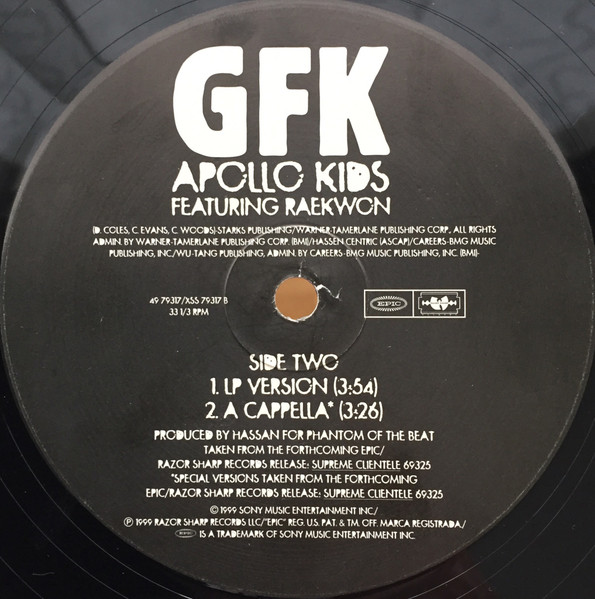 GFK
APOLLO KIDS
FEATURING RAEKWON
(D. COLES, C. EVANS, C. WOODS)-STARKS PUBLISHING/WARNER-TAMERLANE PUBLISHING CORP., ALL RIGHTS
ADMIN. BY WARNER-TAMERLANE PUBLISHING CORP. (BMI)/HASSEN CENTRIC (ASCAP)/CAREERS-BMG MUSIC
PUBLISHING, INC./WU-TANG PUBLISHING, ADMIN. BY CAREERS-BMG MUSIC PUBLISHING, INC. (BMI)-
49 79317/XSS 79317 B
33 1/3 RPM
EPIC
SIDE TWO
1. LP VERSION (3:54)
2. A CAPPELLA* (3:26)
PRODUCED BY HASSAN FOR PHANTOM OF THE BEAT
TAKEN FROM THE FORTHCOMING EPIC/
RAZOR SHARP RECORDS RELEASE: SUPREME CLIENTELE 69325
*SPECIAL VERSIONS TAKEN FROM THE FORTHCOMING
EPIC/RAZOR SHARP RECORDS RELEASE: SUPREME CLIENTELE 69325
© 1999 SONY MUSIC ENTERTAINMENT INC./
℗ 1999 RAZOR SHARP RECORDS LLC/"EPIC" REG. U.S. PAT. & TM. OFF. MARCA REGISTRADA./
EPIC IS A TRADEMARK OF SONY MUSIC ENTERTAINMENT INC.